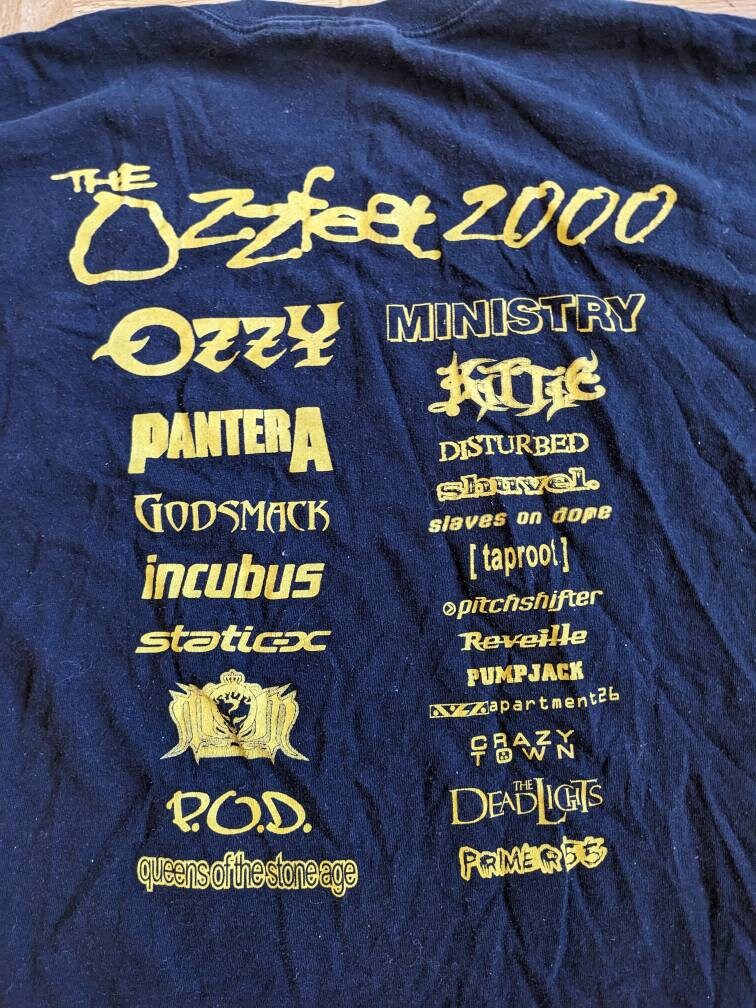 THE
Ozzfest 2000
Ozzy
PANTERA
GODSMACK
incubus
static-x
P.O.D.
queens of the stone age
MINISTRY
KITTIE
DISTURBED
shuvel.
slaves on dope
[taproot]
pitchshifter
Reveille
PUMPJACK
apartment26
CRAZY
TOWN
THE
DEADLIGHTS
PRIMER 55